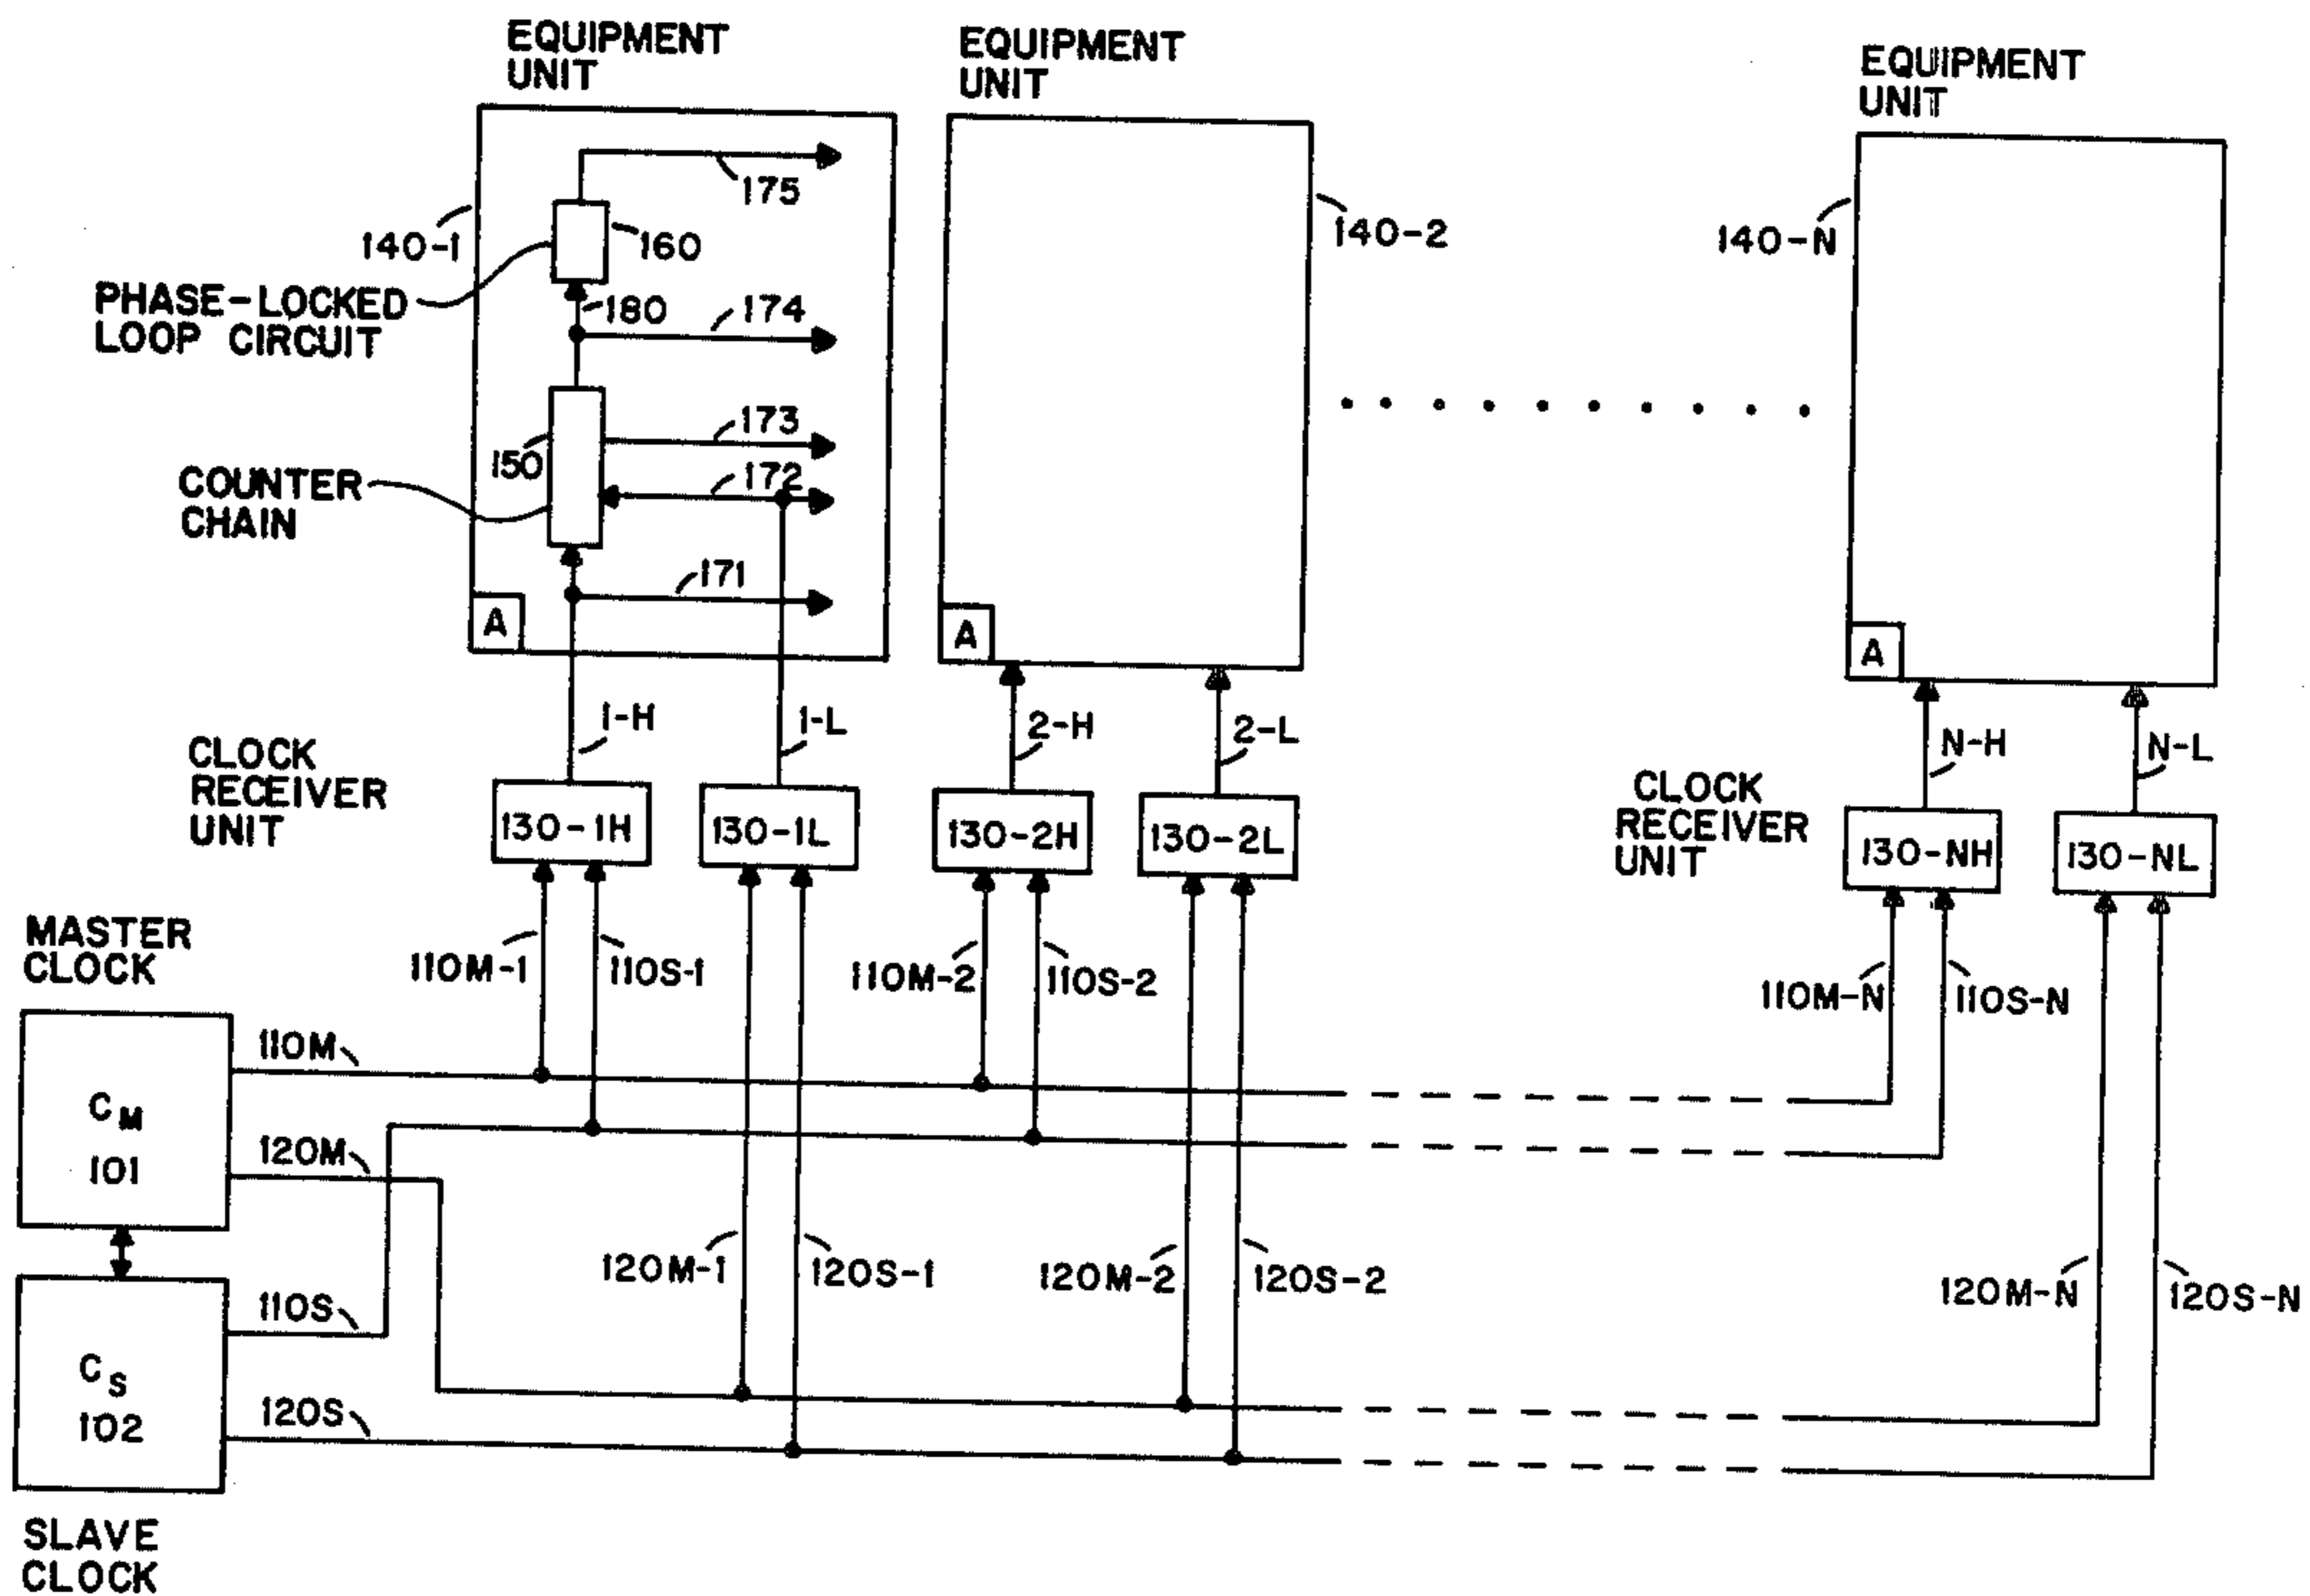 EQUIPMENT
UNIT
EQUIPMENT
UNIT
EQUIPMENT
UNIT
175
140-1
160
140-2
140-N
PHASE-LOCKED
LOOP CIRCUIT
180
174
173
150
172
COUNTER
CHAIN
171
A
A
A
1-H
1-L
2-H
2-L
N-H
N-L
CLOCK
RECEIVER
UNIT
CLOCK
RECEIVER
UNIT
130-1H
130-1L
130-2H
130-2L
130-NH
130-NL
MASTER
CLOCK
110M-1
110S-1
110M-2
110S-2
110M-N
110S-N
110M
CM
101
120M
120M-1
120S-1
120M-2
120S-2
120M-N
120S-N
110S
CS
102
120S
SLAVE
CLOCK